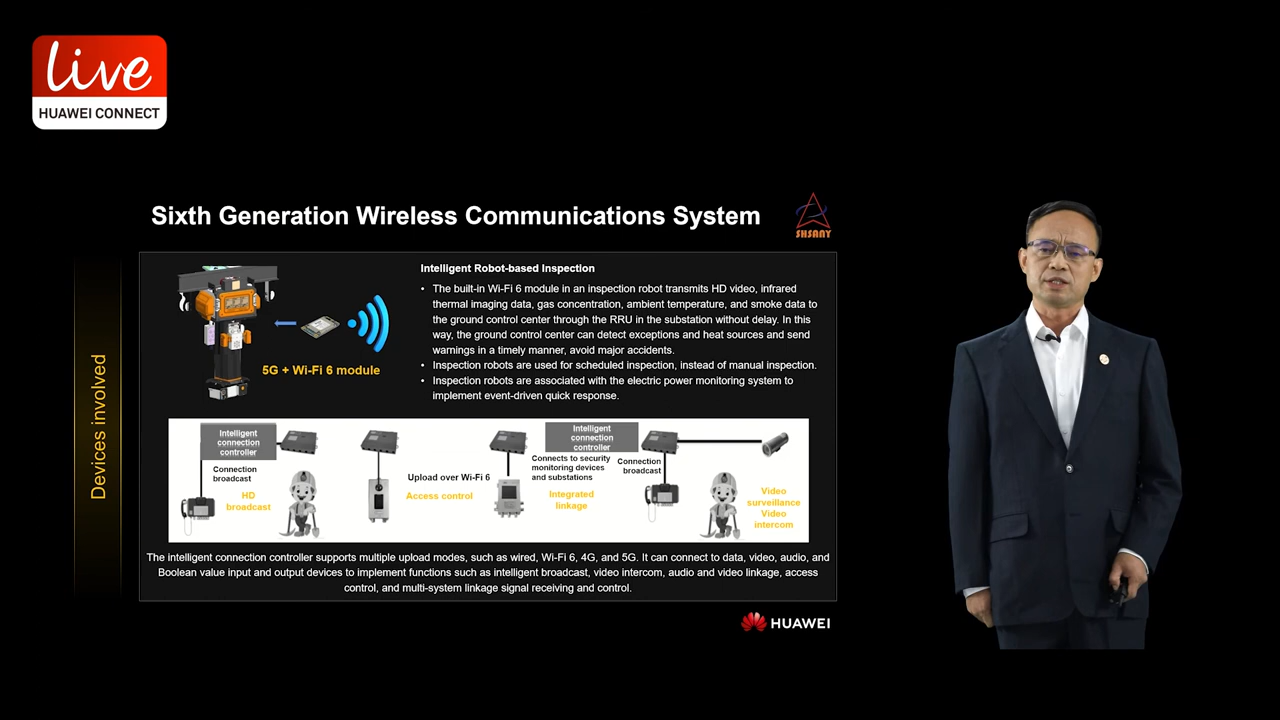 live
HUAWEI CONNECT
Sixth Generation Wireless Communications System
SHSANY
Devices involved
5G + Wi-Fi 6 module
Intelligent Robot-based Inspection
• The built-in Wi-Fi 6 module in an inspection robot transmits HD video, infrared
thermal imaging data, gas concentration, ambient temperature, and smoke data to
the ground control center through the RRU in the substation without delay. In this
way, the ground control center can detect exceptions and heat sources and send
warnings in a timely manner, avoid major accidents.
• Inspection robots are used for scheduled inspection, instead of manual inspection.
• Inspection robots are associated with the electric power monitoring system to
implement event-driven quick response.
Intelligent
connection
controller
Connection
broadcast
HD
broadcast
Upload over Wi-Fi 6
Access control
Intelligent
connection
controller
Connects to security
monitoring devices
and substations
Integrated
linkage
Connection
broadcast
Video
surveillance
Video
intercom
The intelligent connection controller supports multiple upload modes, such as wired, Wi-Fi 6, 4G, and 5G. It can connect to data, video, audio, and
Boolean value input and output devices to implement functions such as intelligent broadcast, video intercom, audio and video linkage, access
control, and multi-system linkage signal receiving and control.
HUAWEI